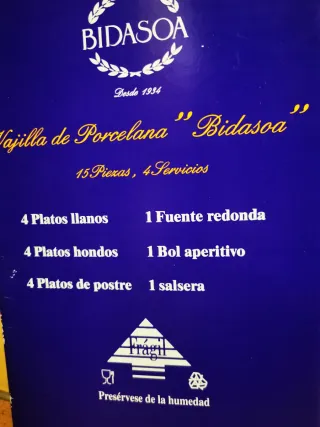 BIDASOA
Desde 1934
Vajilla de Porcelana "Bidasoa"
15 Piezas, 4 Servicios
4 Platos llanos 1 Fuente redonda
4 Platos hondos 1 Bol aperitivo
4 Platos de postre 1 salsera
Frágil
Presérvese de la humedad